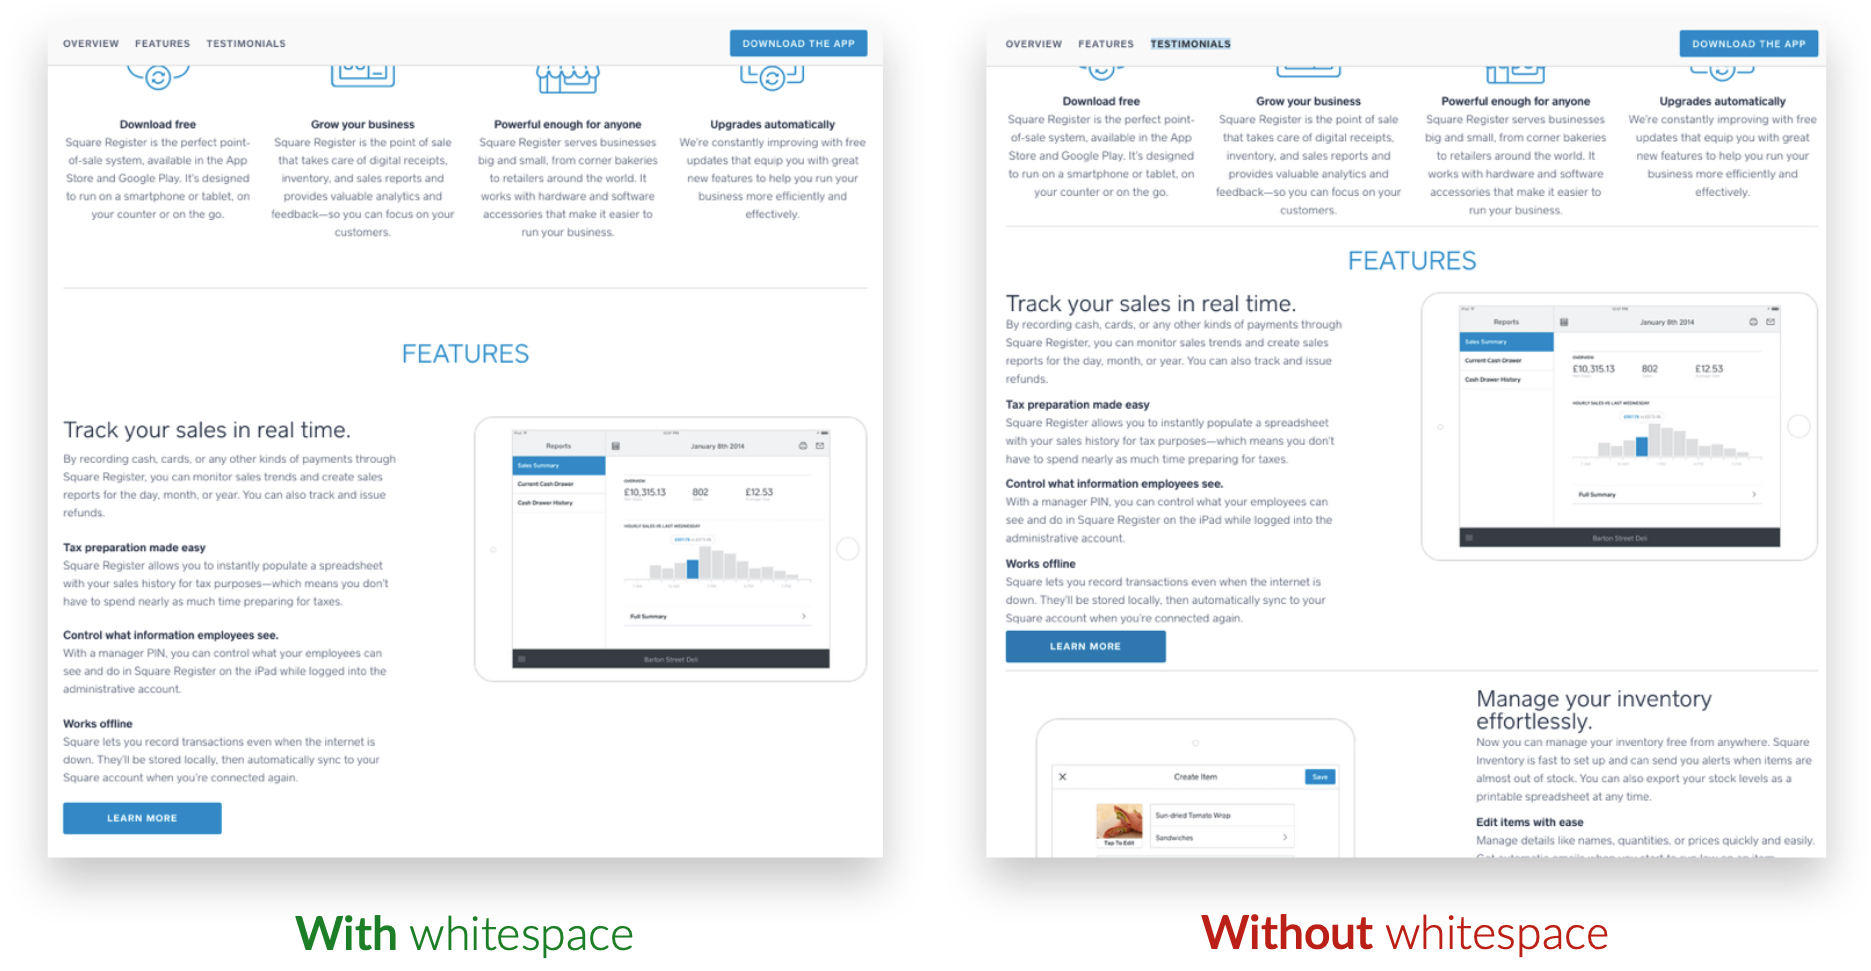 OVERVIEW FEATURES TESTIMONIALS DOWNLOAD THE APP
Download free
Square Register is the perfect point-
of-sale system, available in the App
Store and Google Play. It's designed
to run on a smartphone or tablet, on
your counter or on the go.
Grow your business
Square Register is the point of sale
that takes care of digital receipts,
inventory, and sales reports and
provides valuable analytics and
feedback—so you can focus on your
customers.
Powerful enough for anyone
Square Register serves businesses
big and small, from corner bakeries
to retailers around the world. It
works with hardware and software
accessories that make it easier to
run your business.
Upgrades automatically
We're constantly improving with free
updates that equip you with great
new features to help you run your
business more efficiently and
effectively.
FEATURES
Track your sales in real time.
By recording cash, cards, or any other kinds of payments through
Square Register, you can monitor sales trends and create sales
reports for the day, month, or year. You can also track and issue
refunds.
Tax preparation made easy
Square Register allows you to instantly populate a spreadsheet
with your sales history for tax purposes—which means you don't
have to spend nearly as much time preparing for taxes.
Control what information employees see.
With a manager PIN, you can control what your employees can
see and do in Square Register on the iPad while logged into the
administrative account.
Works offline
Square lets you record transactions even when the internet is
down. They'll be stored locally, then automatically sync to your
Square account when you're connected again.
LEARN MORE
Reports January 8th 2014
Sales Summary
Current Cash Drawer
Cash Drawer History
OVERVIEW
£10,315.13 802 £12.53
HOURLY SALES VS LAST WEDNESDAY
Full Summary
Barton Street Deli
With whitespace
OVERVIEW FEATURES TESTIMONIALS DOWNLOAD THE APP
Download free
Square Register is the perfect point-
of-sale system, available in the App
Store and Google Play. It's designed
to run on a smartphone or tablet, on
your counter or on the go.
Grow your business
Square Register is the point of sale
that takes care of digital receipts,
inventory, and sales reports and
provides valuable analytics and
feedback—so you can focus on your
customers.
Powerful enough for anyone
Square Register serves businesses
big and small, from corner bakeries
to retailers around the world. It
works with hardware and software
accessories that make it easier to
run your business.
Upgrades automatically
We're constantly improving with free
updates that equip you with great
new features to help you run your
business more efficiently and
effectively.
FEATURES
Track your sales in real time.
By recording cash, cards, or any other kinds of payments through
Square Register, you can monitor sales trends and create sales
reports for the day, month, or year. You can also track and issue
refunds.
Tax preparation made easy
Square Register allows you to instantly populate a spreadsheet
with your sales history for tax purposes—which means you don't
have to spend nearly as much time preparing for taxes.
Control what information employees see.
With a manager PIN, you can control what your employees can
see and do in Square Register on the iPad while logged into the
administrative account.
Works offline
Square lets you record transactions even when the internet is
down. They'll be stored locally, then automatically sync to your
Square account when you're connected again.
LEARN MORE
Reports January 8th 2014
Sales Summary
Current Cash Drawer
Cash Drawer History
OVERVIEW
£10,315.13 802 £12.53
HOURLY SALES VS LAST WEDNESDAY
Full Summary
Barton Street Deli
Create Item Save
Sun-dried Tomato Wrap
Sandwiches
Tap To Edit
Manage your inventory
effortlessly.
Now you can manage your inventory free from anywhere. Square
Inventory is fast to set up and can send you alerts when items are
almost out of stock. You can also export your stock levels as a
printable spreadsheet at any time.
Edit items with ease
Manage details like names, quantities, or prices quickly and easily.
Without whitespace